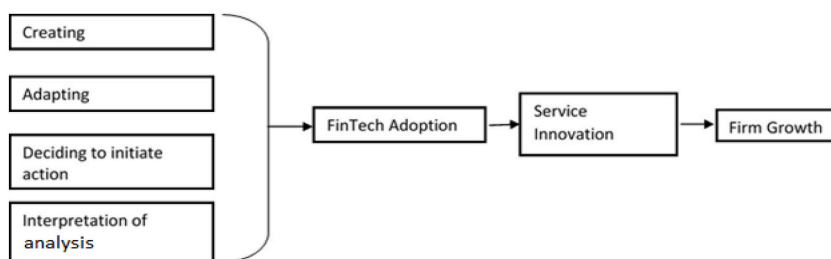 Creating
Adapting
Deciding to initiate
action
Interpretation of
analysis
FinTech Adoption
Service
Innovation
Firm Growth